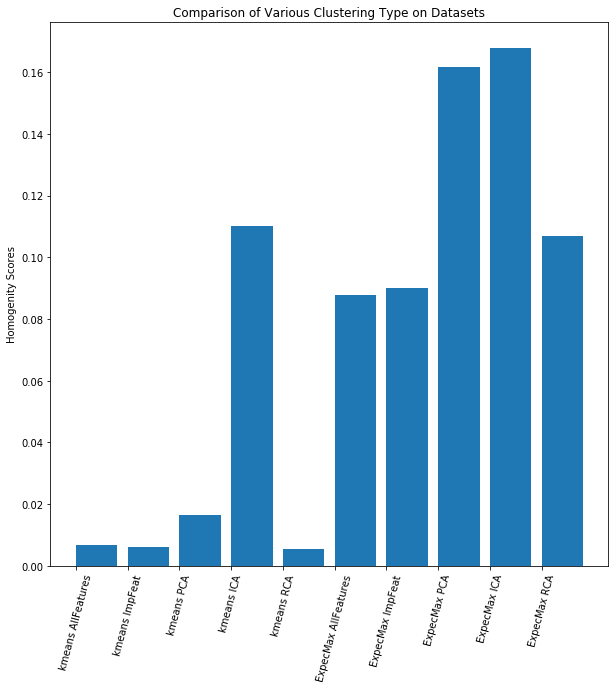 Comparison of Various Clustering Type on Datasets
Homogenity Scores
0.16
0.14
0.12
0.10
0.08
0.06
0.04
0.02
0.00
kmeans AllFeatures
kmeans ImpFeat
kmeans PCA
kmeans ICA
kmeans RCA
ExpecMax AllFeatures
ExpecMax ImpFeat
ExpecMax PCA
ExpecMax ICA
ExpecMax RCA